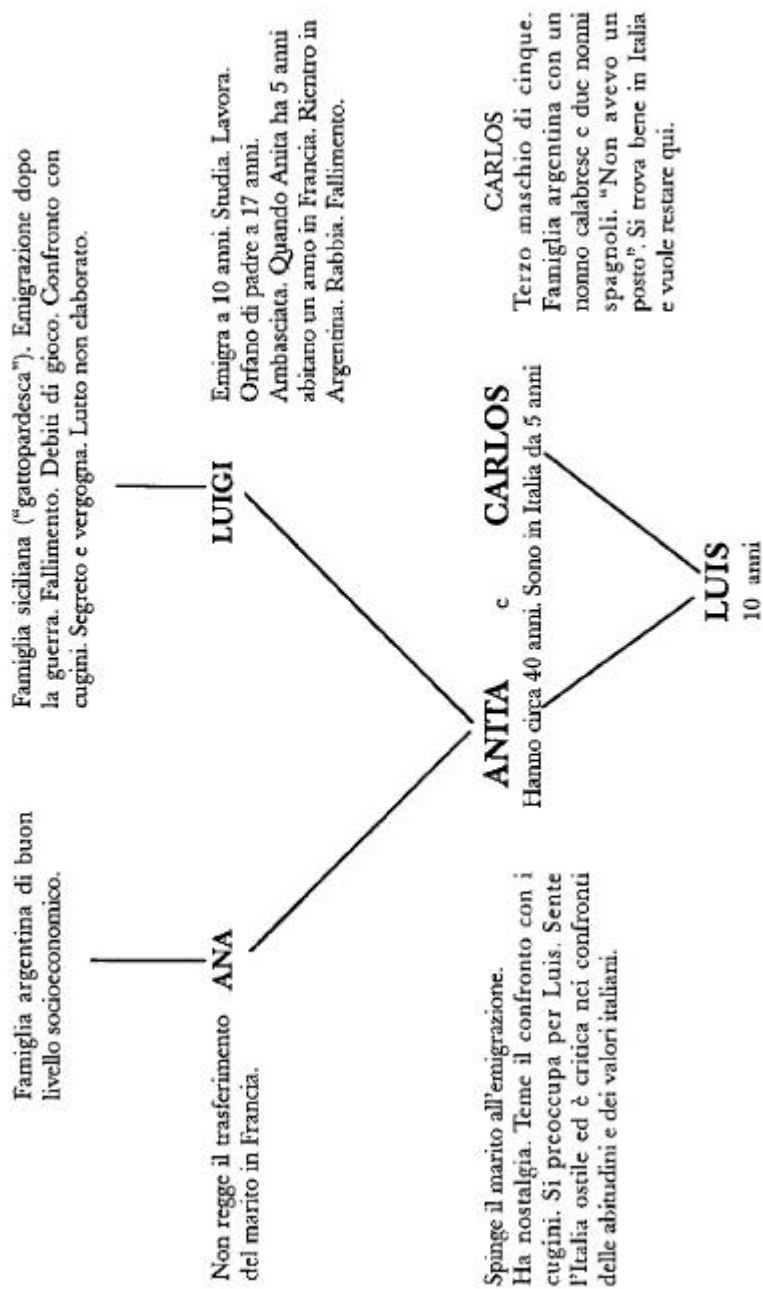 Famiglia argentina di buon
livello socioeconomico.
Famiglia siciliana ("gattopardesca"). Emigrazione dopo
la guerra. Fallimento. Debiti di gioco. Confronto con
cugini. Segreto e vergogna. Lutto non elaborato.
Non regge il trasferimento
del marito in Francia.
ANA
LUIGI
Emigra a 10 anni. Studia. Lavora.
Orfano di padre a 17 anni.
Ambasciata. Quando Anita ha 5 anni
abitano un anno in Francia. Rientro in
Argentina. Rabbia. Fallimento.
Spinge il marito all'emigrazione.
Ha nostalgia. Teme il confronto con i
cugini. Si preoccupa per Luis. Sente
l'Italia ostile ed è critica nei confronti
delle abitudini e dei valori italiani.
ANITA e CARLOS
Hanno circa 40 anni. Sono in Italia da 5 anni
CARLOS
Terzo maschio di cinque.
Famiglia argentina con un
nonno calabrese e due nonni
spagnoli. "Non avevo un
posto". Si trova bene in Italia
e vuole restare qui.
LUIS
10 anni